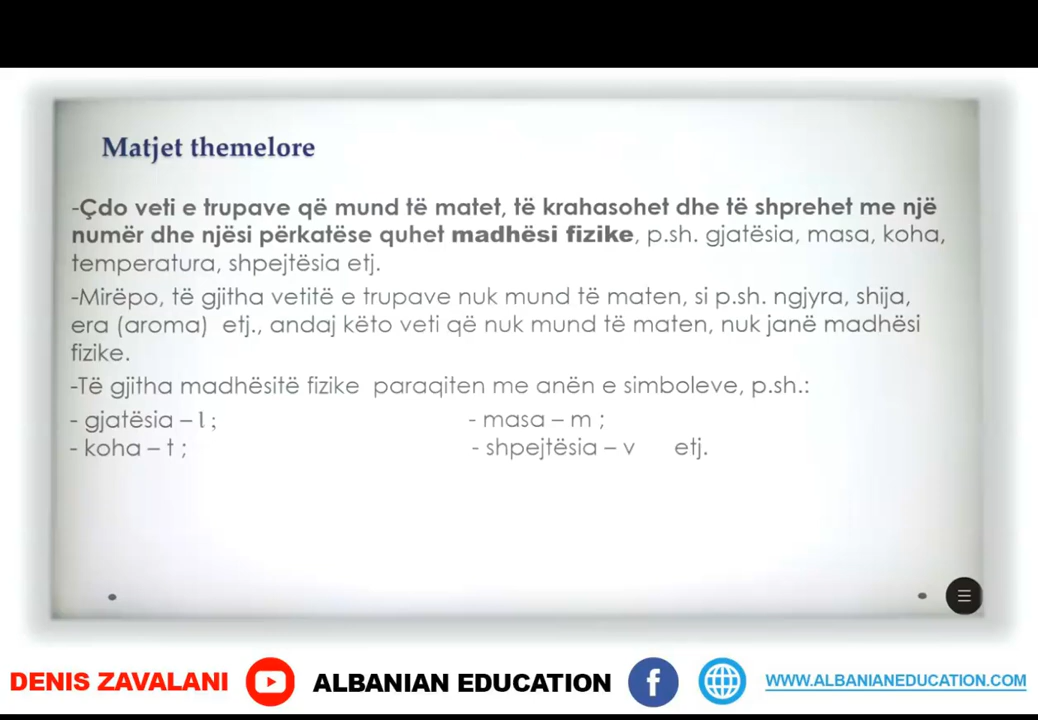 Matjet themelore
-Çdo veti e trupave që mund të matet, të krahasohet dhe të shprehet me një
numër dhe njësi përkatëse quhet madhësi fizike, p.sh. gjatësia, masa, koha,
temperatura, shpejtësia etj.
-Mirëpo, të gjitha vetitë e trupave nuk mund të maten, si p.sh. ngjyra, shija,
era (aroma) etj., andaj këto veti që nuk mund të maten, nuk janë madhësi
fizike.
-Të gjitha madhësitë fizike paraqiten me anën e simboleve, p.sh.:
- gjatësia – l ; - masa – m ;
- koha – t ; - shpejtësia – v etj.
DENIS ZAVALANI ALBANIAN EDUCATION WWW.ALBANIANEDUCATION.COM